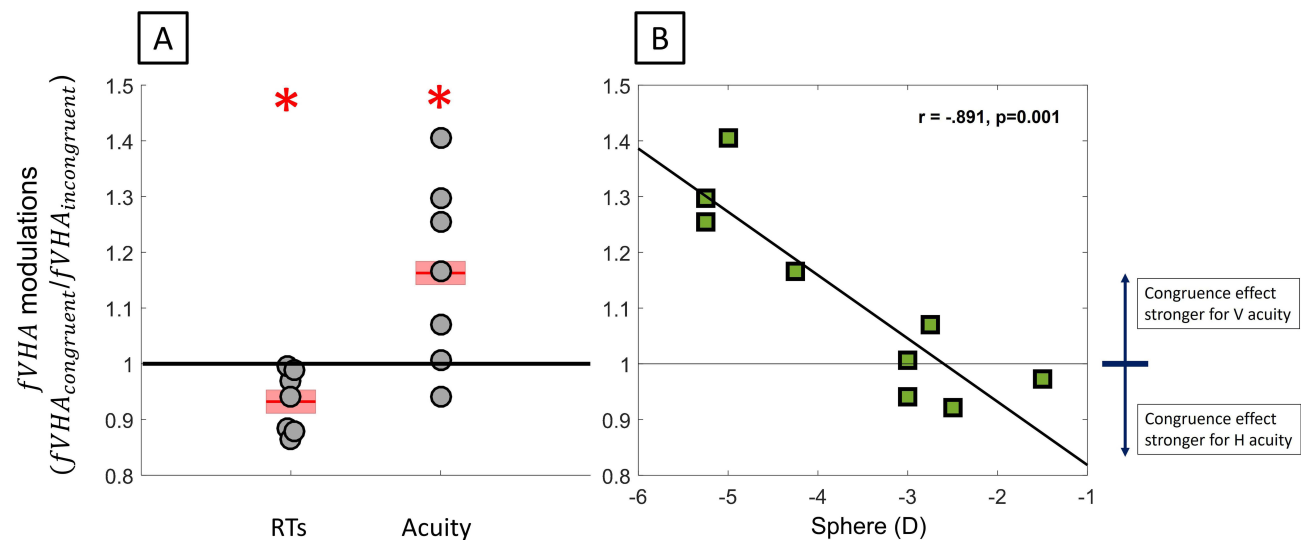 A
B
fVHA modulations
(fVHA_congruent/fVHA_incongruent)
1.5
1.4
1.3
1.2
1.1
1
0.9
0.8
*
*
RTs
Acuity
1.5
1.4
1.3
1.2
1.1
1
0.9
0.8
r = -.891, p=0.001
-6
-5
-4
-3
-2
-1
Sphere (D)
Congruence effect
stronger for V acuity
Congruence effect
stronger for H acuity